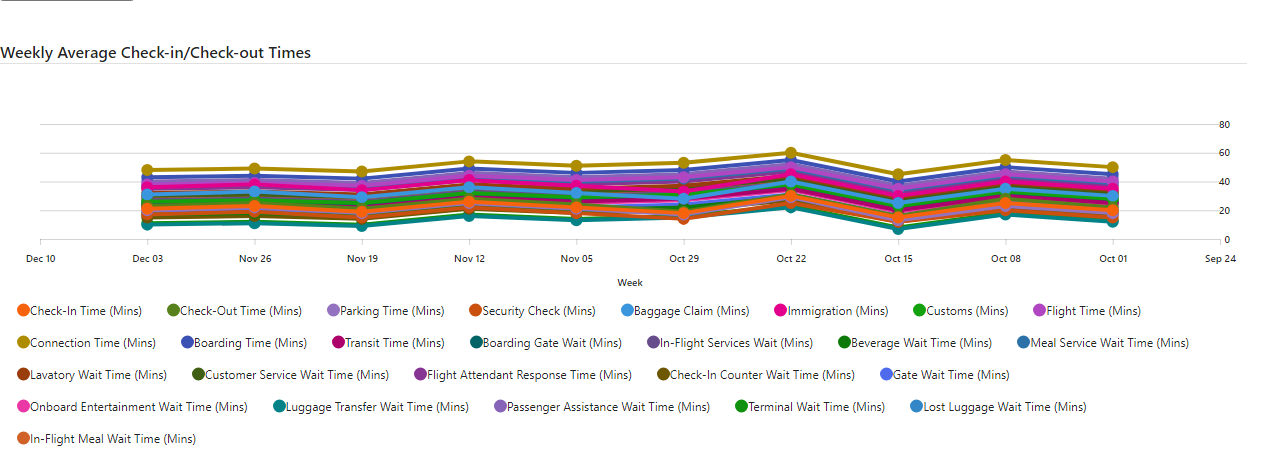 Weekly Average Check-in/Check-out Times
80
60
40
20
0
Dec 10 Dec 03 Nov 26 Nov 19 Nov 12 Nov 05 Oct 29 Oct 22 Oct 15 Oct 08 Oct 01 Sep 24
Week
Check-In Time (Mins) Check-Out Time (Mins) Parking Time (Mins) Security Check (Mins) Baggage Claim (Mins) Immigration (Mins) Customs (Mins) Flight Time (Mins)
Connection Time (Mins) Boarding Time (Mins) Transit Time (Mins) Boarding Gate Wait (Mins) In-Flight Services Wait (Mins) Beverage Wait Time (Mins) Meal Service Wait Time (Mins)
Lavatory Wait Time (Mins) Customer Service Wait Time (Mins) Flight Attendant Response Time (Mins) Check-In Counter Wait Time (Mins) Gate Wait Time (Mins)
Onboard Entertainment Wait Time (Mins) Luggage Transfer Wait Time (Mins) Passenger Assistance Wait Time (Mins) Terminal Wait Time (Mins) Lost Luggage Wait Time (Mins)
In-Flight Meal Wait Time (Mins)